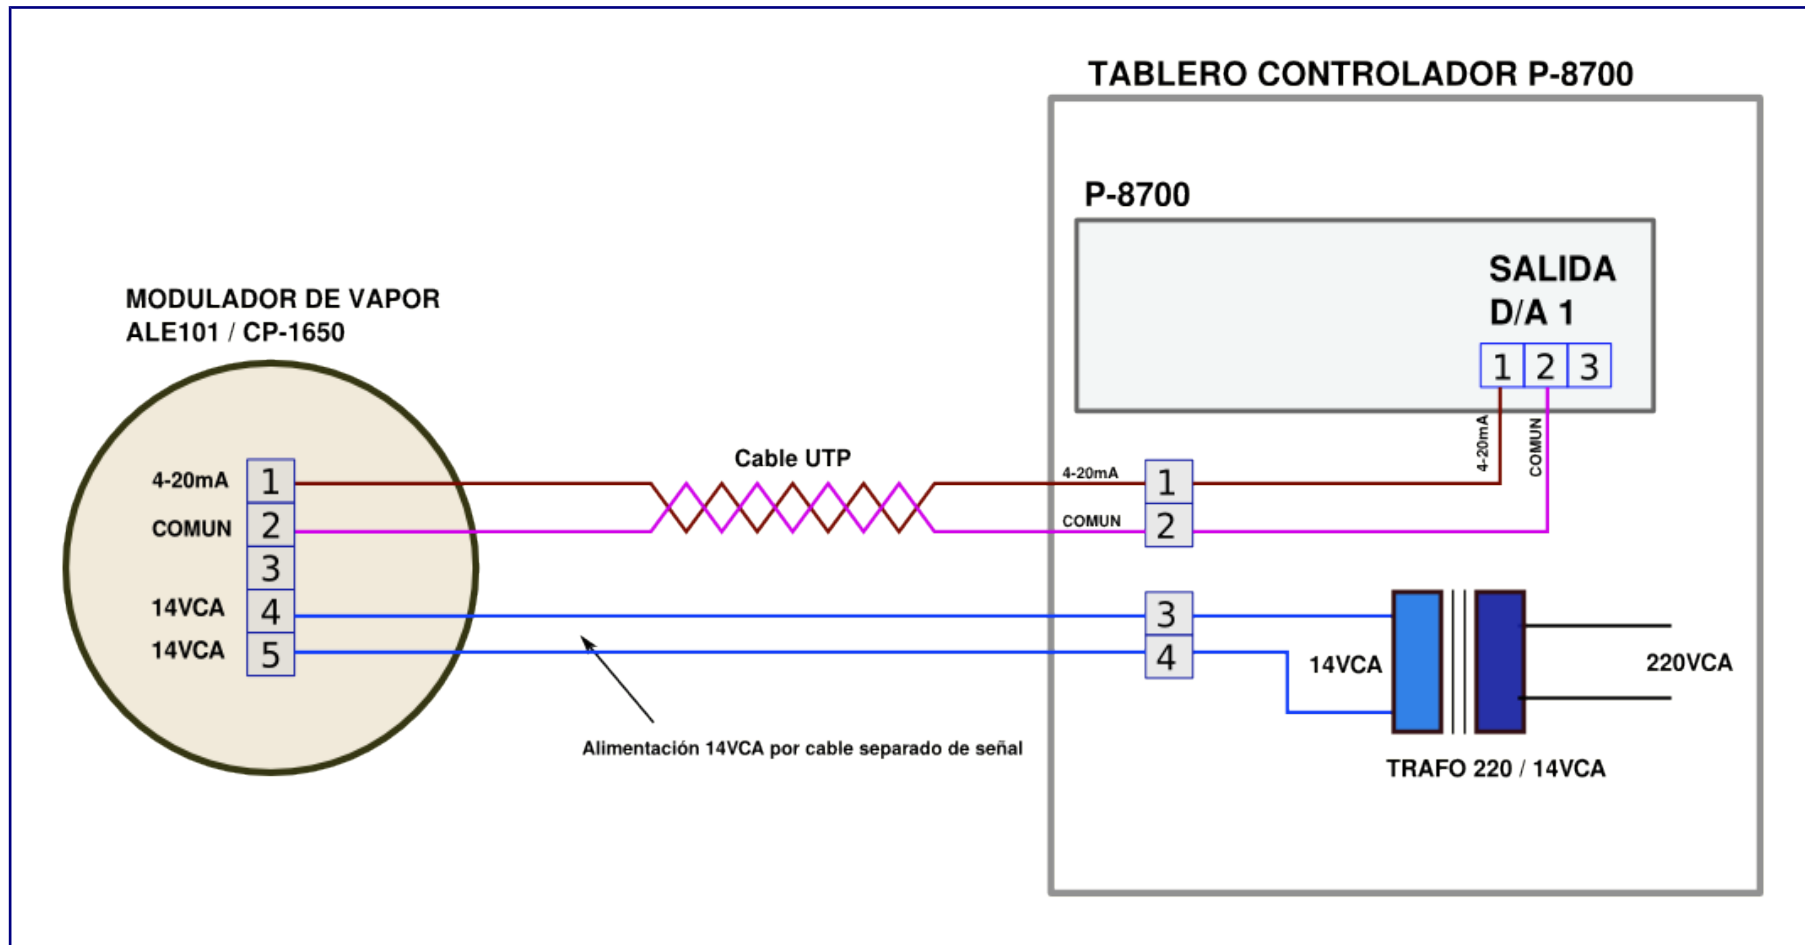 TABLERO CONTROLADOR P-8700
P-8700
SALIDA
D/A 1
1 2 3
4-20mA
COMUN
MODULADOR DE VAPOR
ALE101 / CP-1650
4-20mA 1
COMUN 2
3
14VCA 4
14VCA 5
Cable UTP
4-20mA 1
COMUN 2
3
4
14VCA
220VCA
TRAFO 220 / 14VCA
Alimentación 14VCA por cable separado de señal